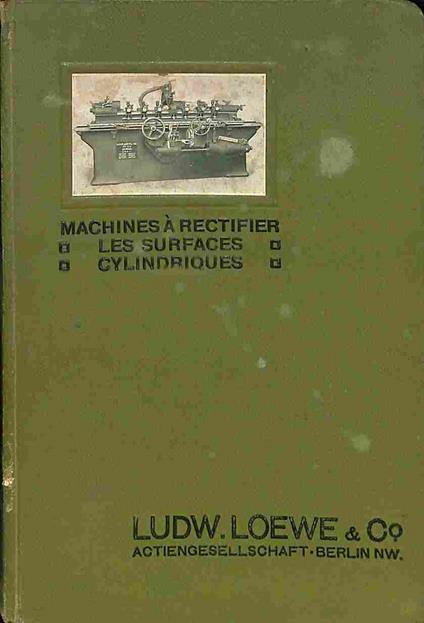 MACHINES À RECTIFIER
LES SURFACES
CYLINDRIQUES
LUDW. LOEWE & Co
ACTIENGESELLSCHAFT·BERLIN NW.